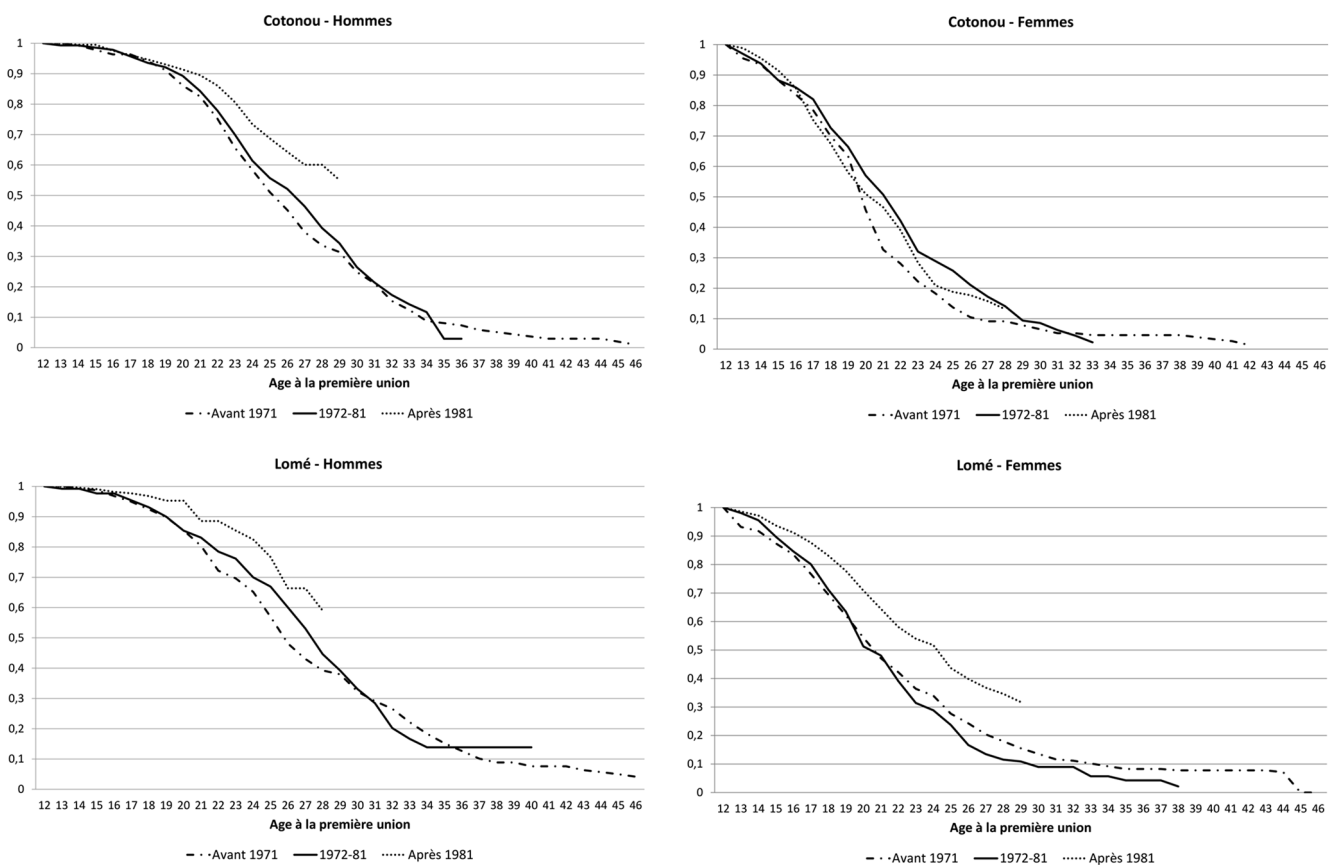 Cotonou - Hommes
1
0,9
0,8
0,7
0,6
0,5
0,4
0,3
0,2
0,1
0
12 13 14 15 16 17 18 19 20 21 22 23 24 25 26 27 28 29 30 31 32 33 34 35 36 37 38 39 40 41 42 43 44 45 46
Age à la première union
Avant 1971 1972-81 Après 1981
Cotonou - Femmes
1
0,9
0,8
0,7
0,6
0,5
0,4
0,3
0,2
0,1
0
12 13 14 15 16 17 18 19 20 21 22 23 24 25 26 27 28 29 30 31 32 33 34 35 36 37 38 39 40 41 42 43 44 45 46
Age à la première union
Avant 1971 1972-81 Après 1981
Lomé - Hommes
1
0,9
0,8
0,7
0,6
0,5
0,4
0,3
0,2
0,1
0
12 13 14 15 16 17 18 19 20 21 22 23 24 25 26 27 28 29 30 31 32 33 34 35 36 37 38 39 40 41 42 43 44 45 46
Age à la première union
Avant 1971 1972-81 Après 1981
Lomé - Femmes
1
0,9
0,8
0,7
0,6
0,5
0,4
0,3
0,2
0,1
0
12 13 14 15 16 17 18 19 20 21 22 23 24 25 26 27 28 29 30 31 32 33 34 35 36 37 38 39 40 41 42 43 44 45 46
Age à la première union
Avant 1971 1972-81 Après 1981